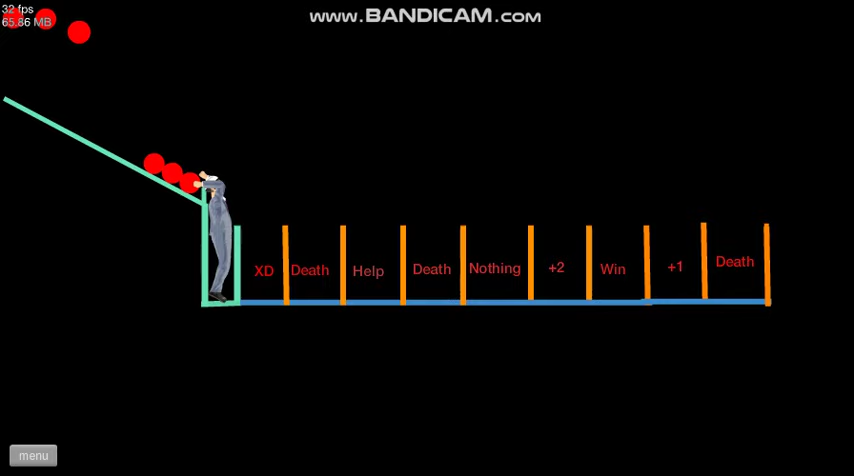 32 fps
65.86 MB
WWW.BANDICAM.COM
XD
Death
Help
Death
Nothing
+2
Win
+1
Death
menu